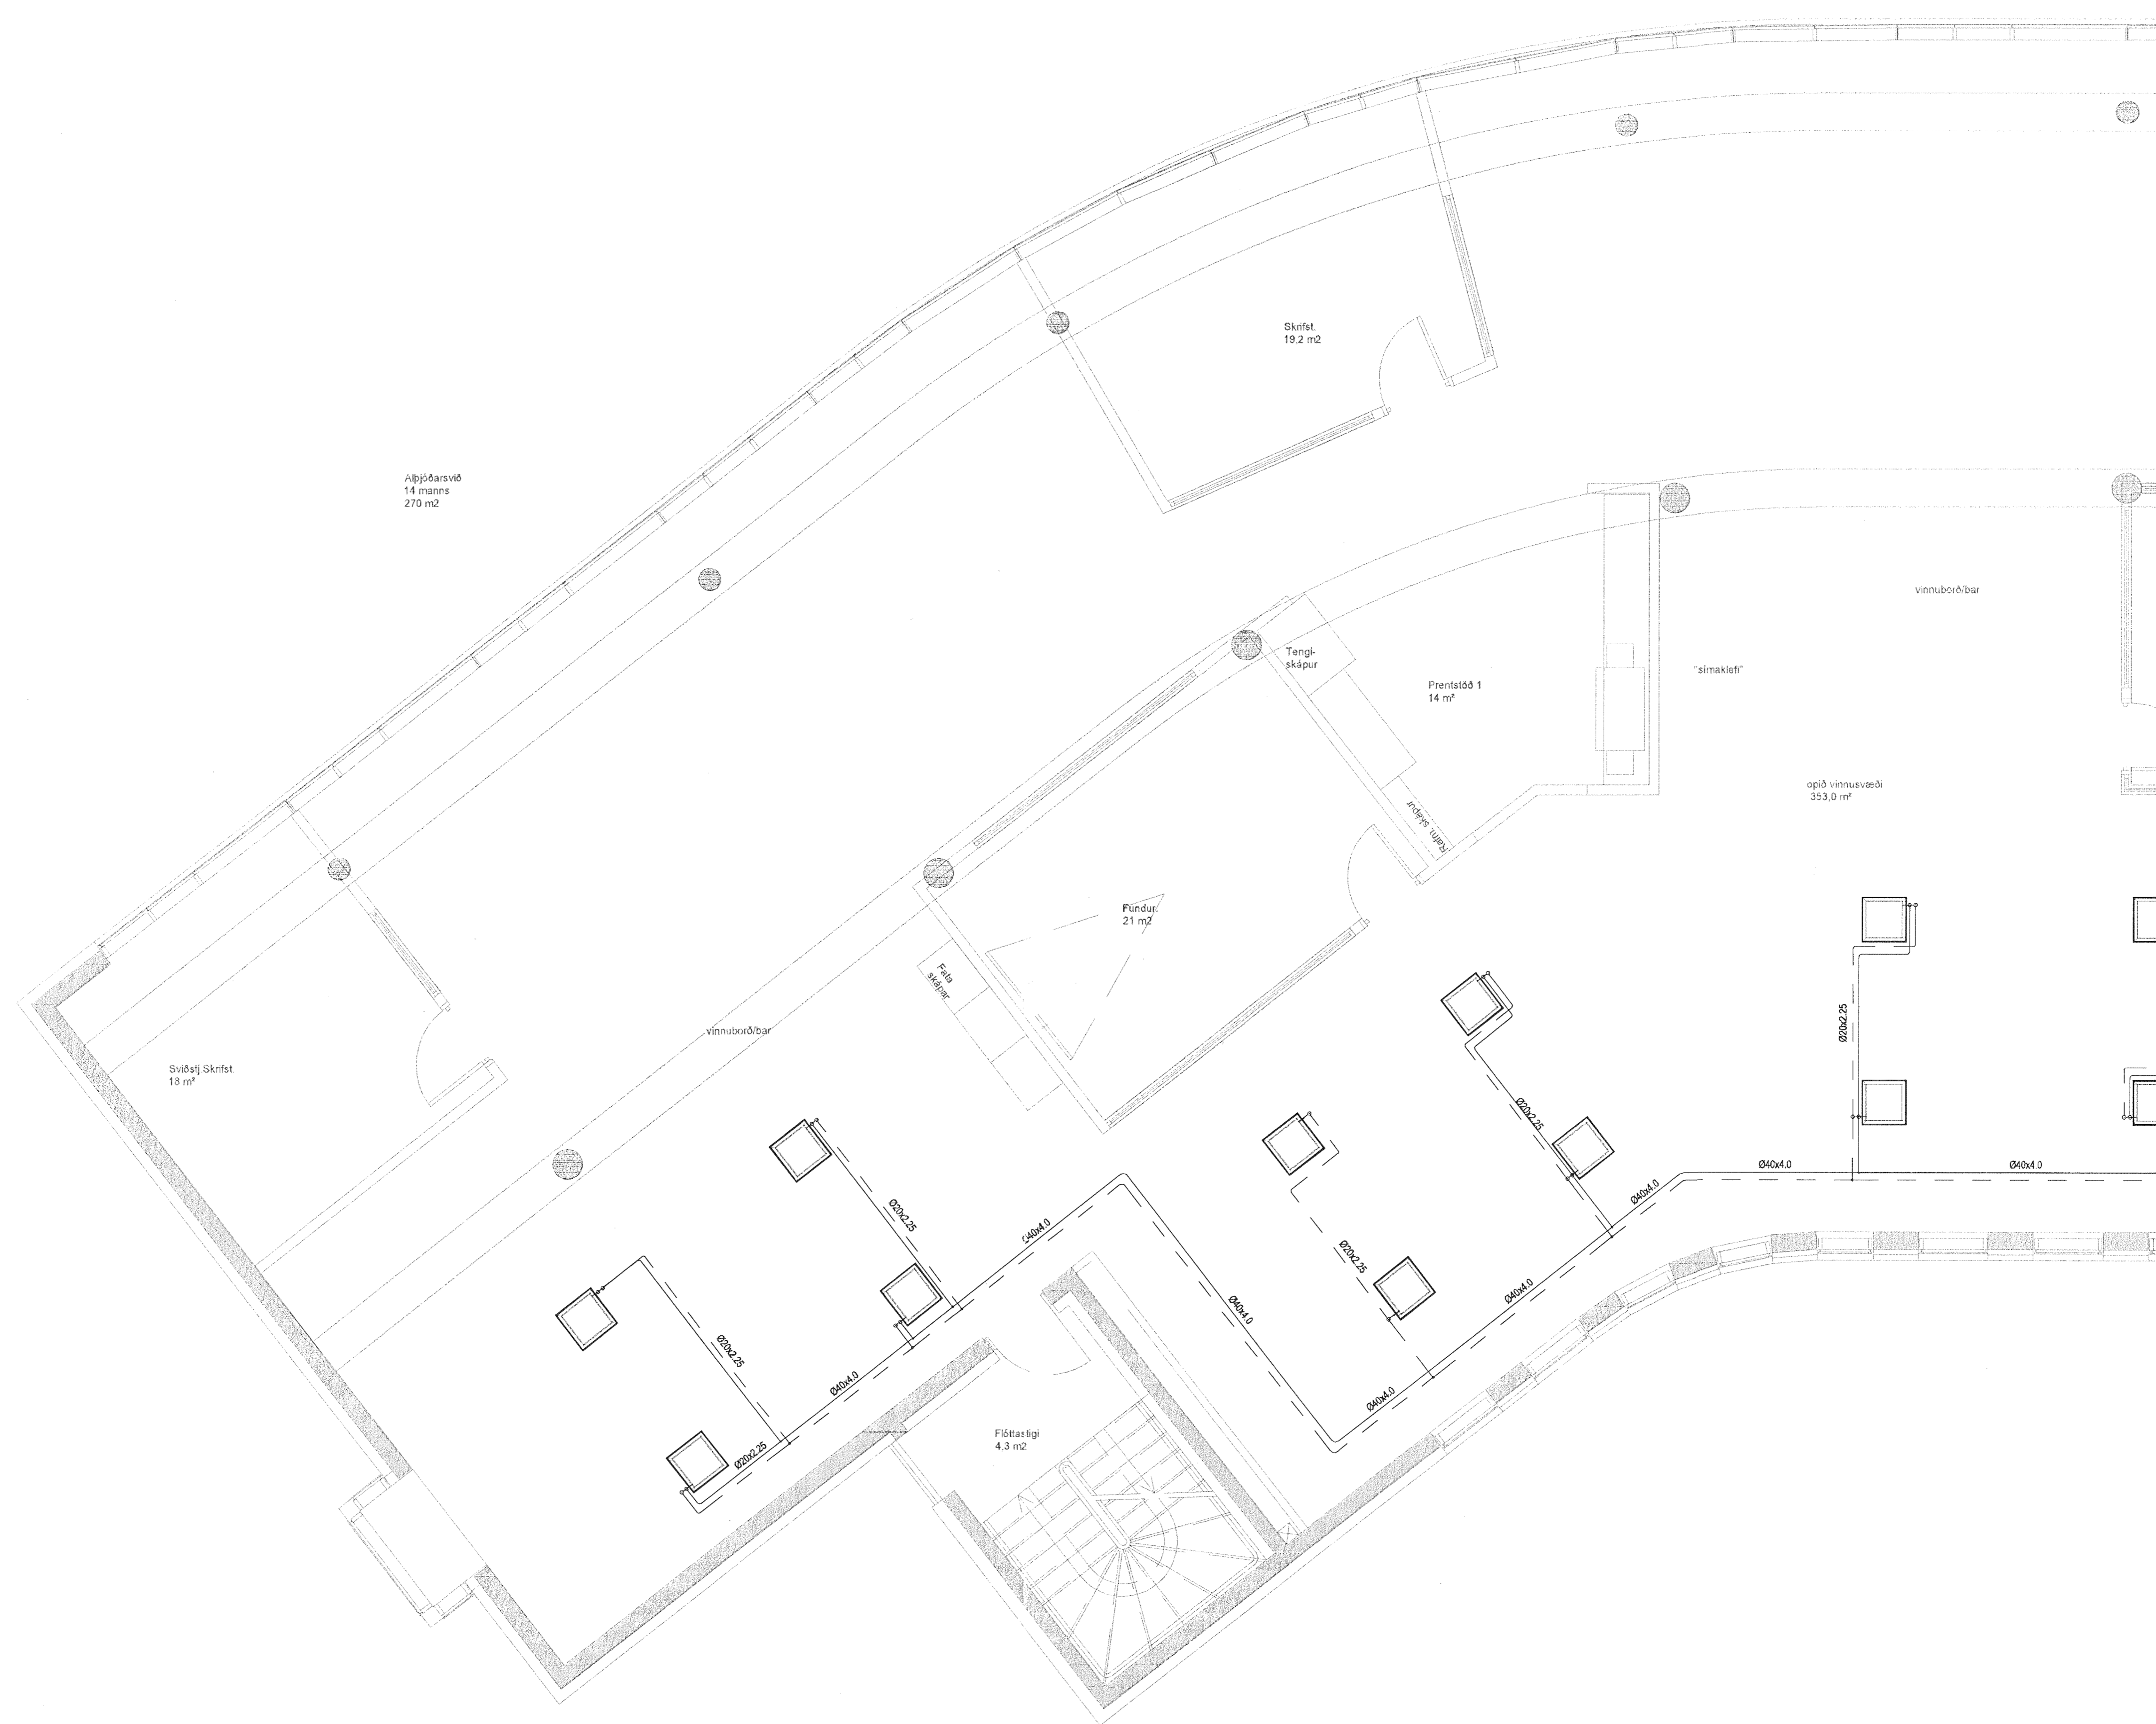 Skrifst.
19,2 m2
Alþjóðarsvið
14 manns
270 m2
vinnuborð/bar
Tengi-
skápur
Prentstöð 1
14 m²
"símaklefi"
opið vinnusvæði
353,0 m²
Rafm. skápur
Fundur.
21 m2
Fata
skápar
vinnuborð/bar
Sviðstj.Skrifst.
18 m²
Ø20x2.25
Ø20x2.25
Ø40x4.0
Ø40x4.0
Ø40x4.0
Ø20x2.25
Ø40x4.0
Ø20x2.25
Ø40x4.0
Ø40x4.0
Ø20x2.25
Ø40x4.0
Ø40x4.0
Ø20x2.25
Flóttastigi
4,3 m2